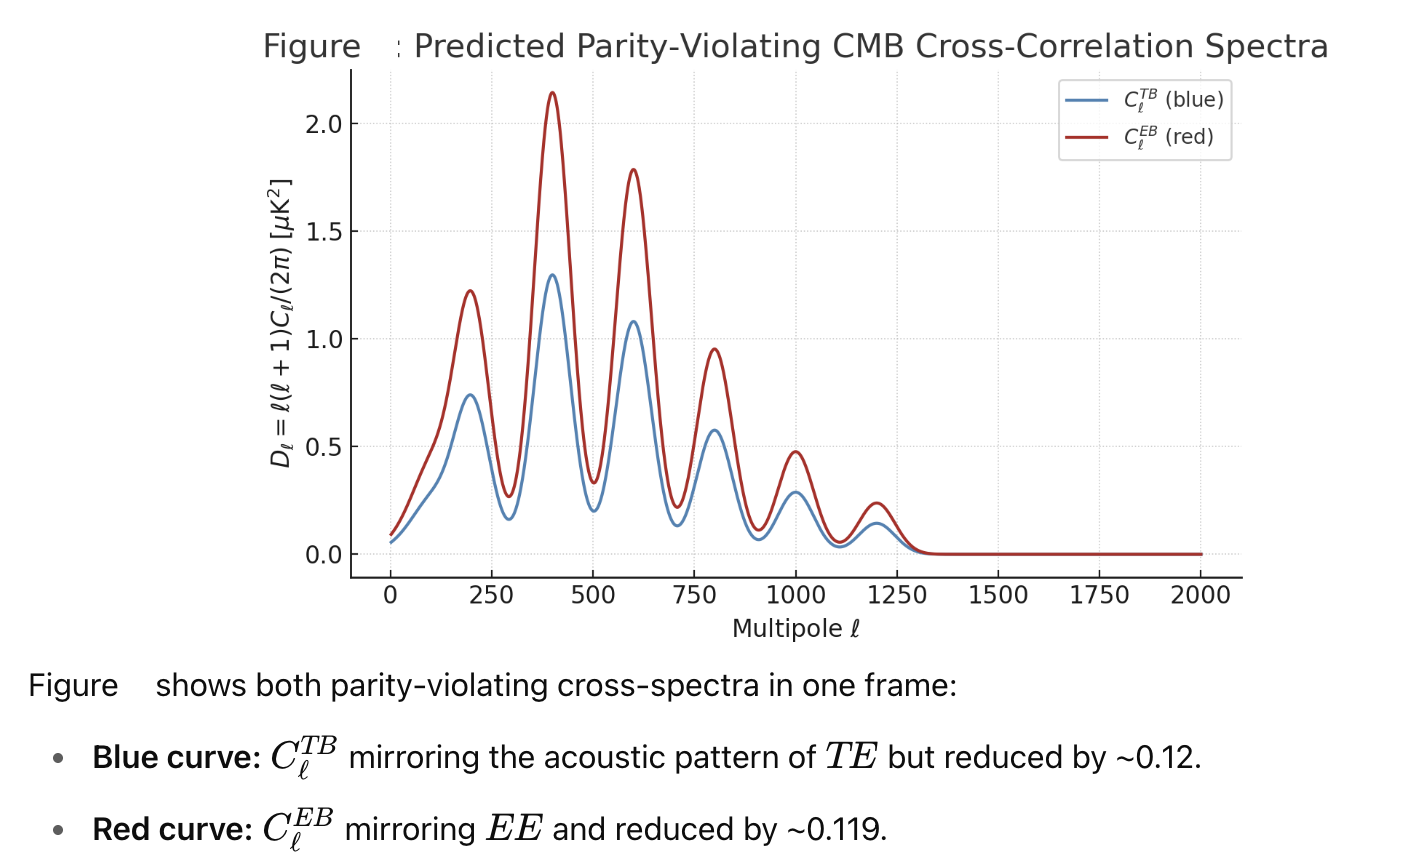 Figure : Predicted Parity-Violating CMB Cross-Correlation Spectra
C_ℓ^{TB} (blue)
C_ℓ^{EB} (red)
D_ℓ = ℓ(ℓ + 1)C_ℓ/(2π) [μK²]
2.0
1.5
1.0
0.5
0.0
0 250 500 750 1000 1250 1500 1750 2000
Multipole ℓ
Figure shows both parity-violating cross-spectra in one frame:
• Blue curve: C_ℓ^{TB} mirroring the acoustic pattern of TE but reduced by ~0.12.
• Red curve: C_ℓ^{EB} mirroring EE and reduced by ~0.119.